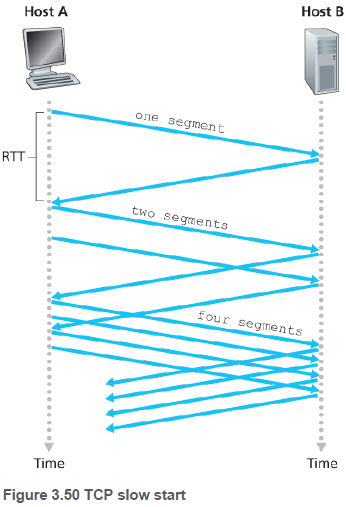 Host A
Host B
one segment
RTT
two segments
four segments
Time
Time
Figure 3.50 TCP slow start